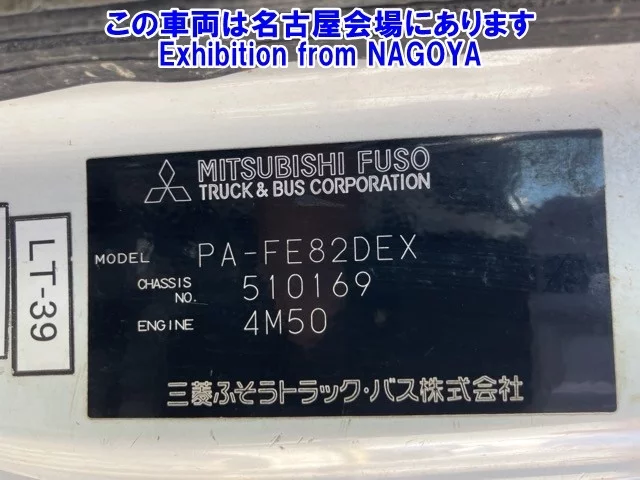 この車両は名古屋会場にあります
Exhibition from NAGOYA
MITSUBISHI FUSO
TRUCK & BUS CORPORATION
MODEL PA-FE82DEX
CHASSIS NO. 510169
ENGINE 4M50
三菱ふそうトラック・バス株式会社
LT-39